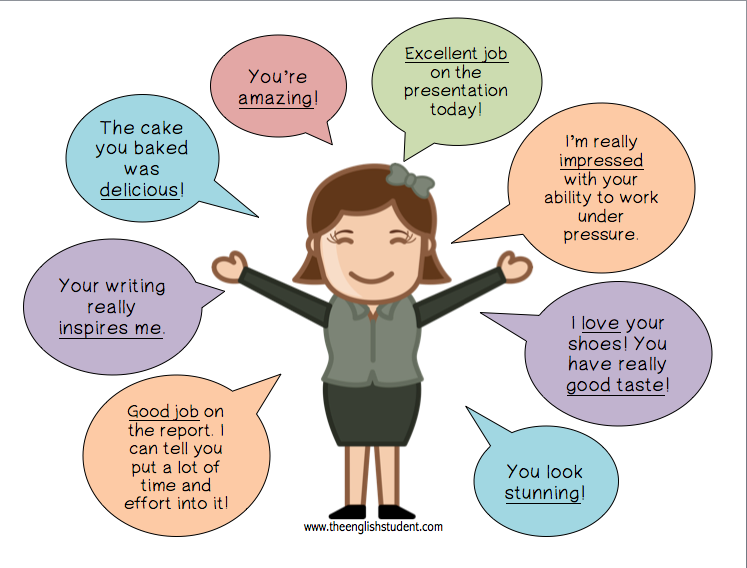 You're
amazing!
Excellent job
on the
presentation
today!
The cake
you baked
was
delicious!
I'm really
impressed
with your
ability to work
under
pressure.
Your writing
really
inspires me.
I love your
shoes! You
have really
good taste!
Good job on
the report. I
can tell you
put a lot of
time and
effort into it!
You look
stunning!
www.theenglishstudent.com